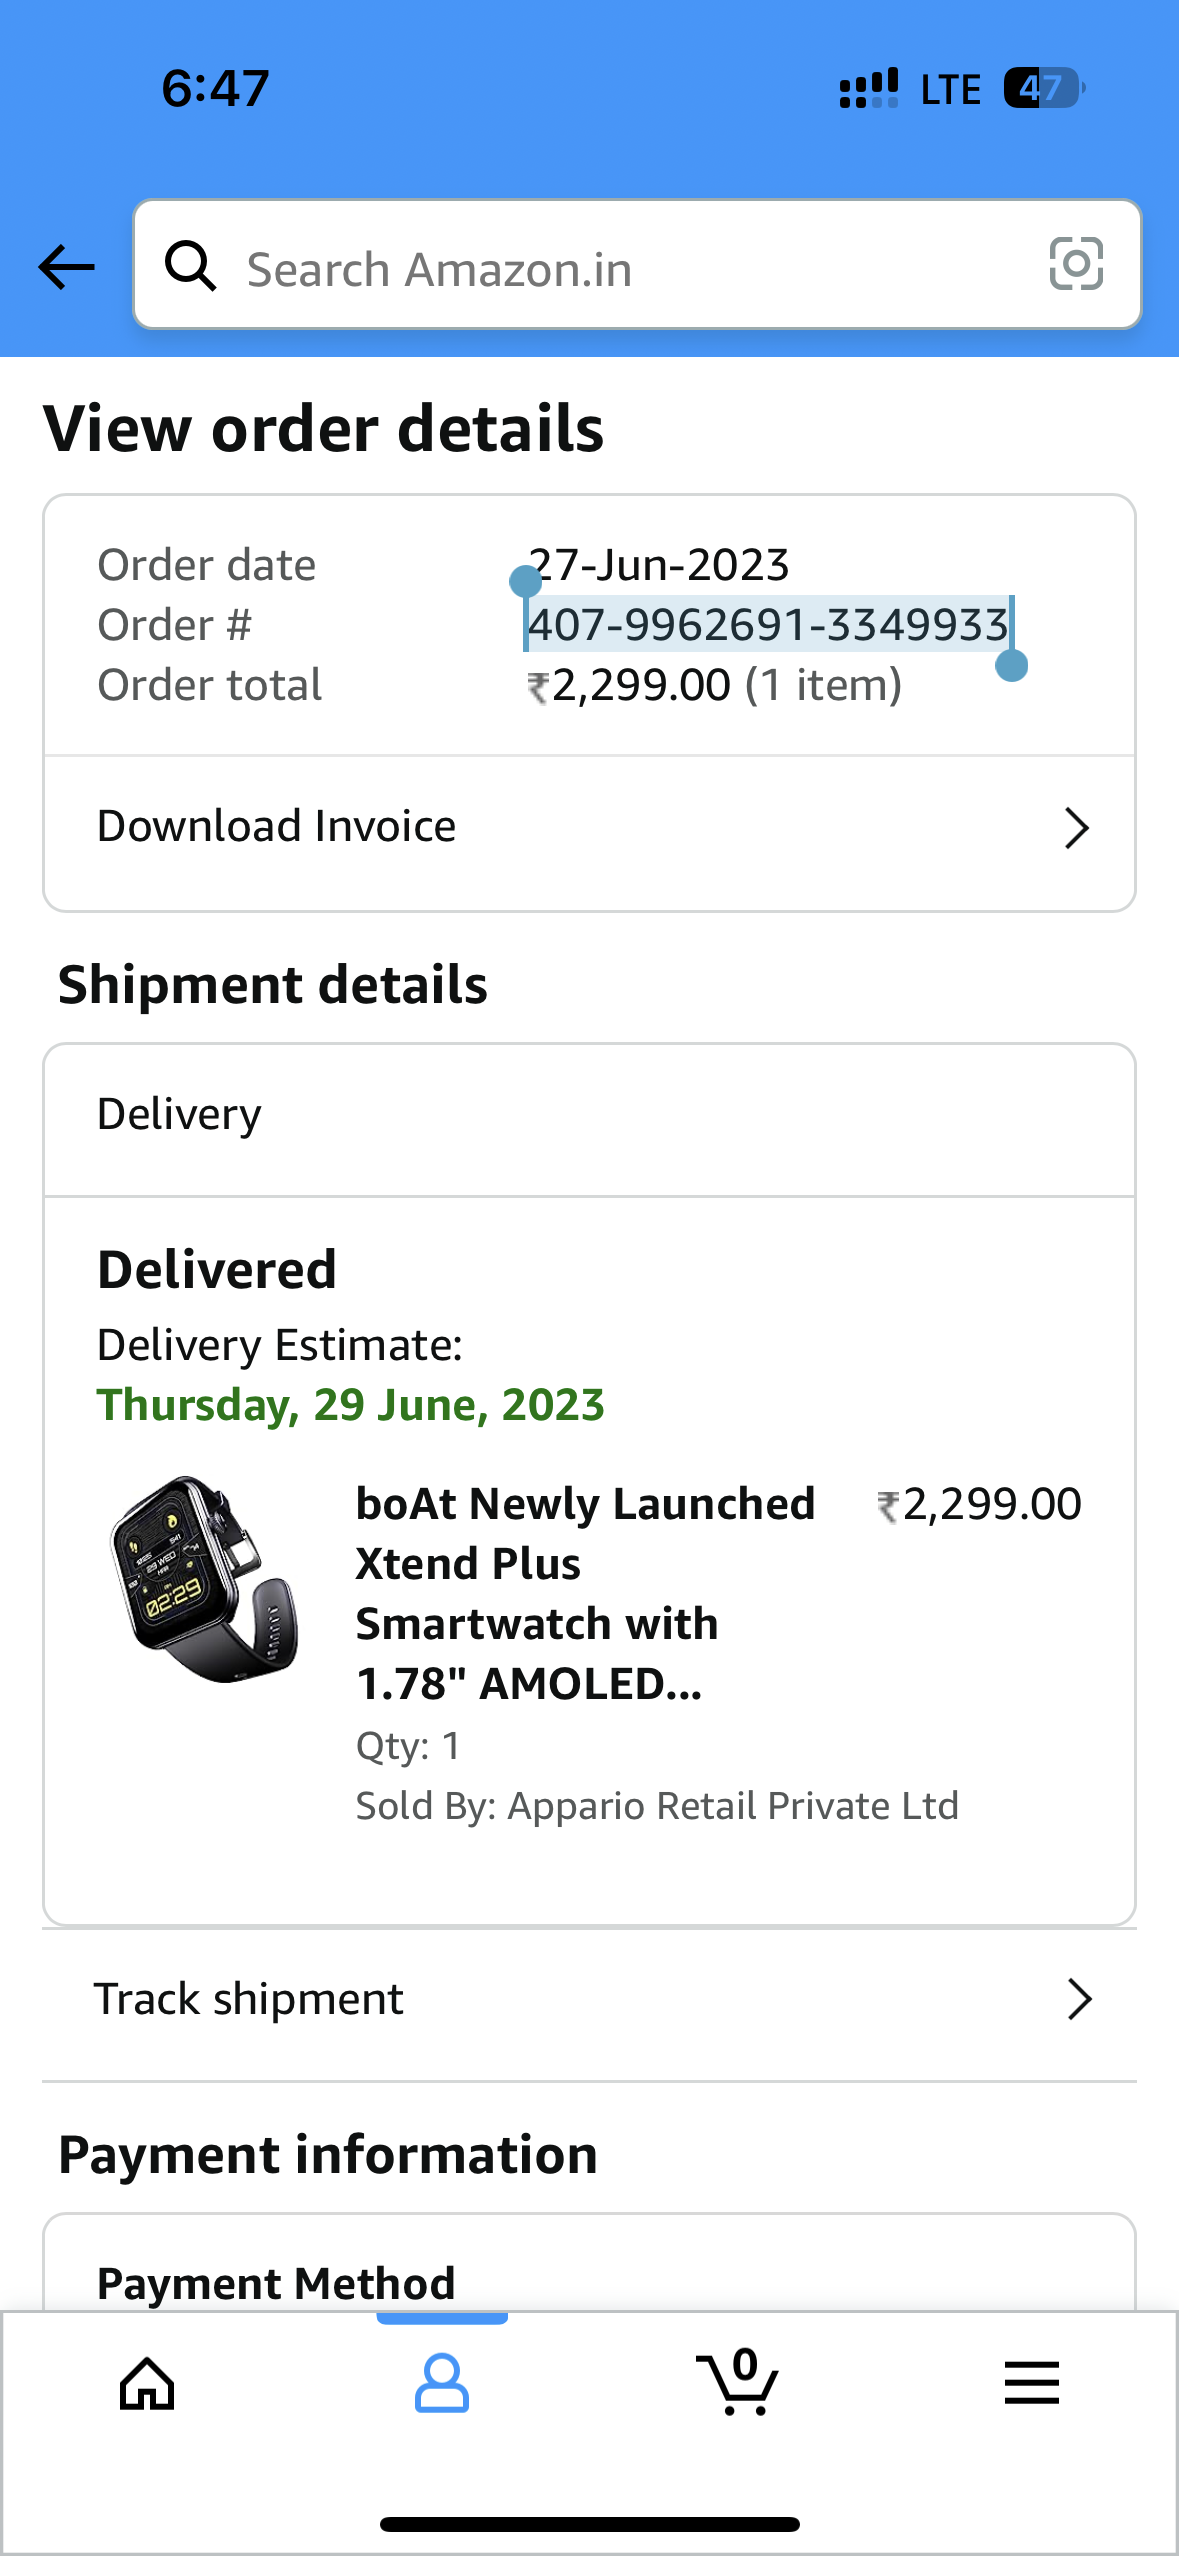 6:47
LTE 47
Search Amazon.in
View order details
Order date 27-Jun-2023
Order # 407-9962691-3349933
Order total ₹2,299.00 (1 item)
Download Invoice
Shipment details
Delivery
Delivered
Delivery Estimate:
Thursday, 29 June, 2023
boAt Newly Launched ₹2,299.00
Xtend Plus
Smartwatch with
1.78" AMOLED...
Qty: 1
Sold By: Appario Retail Private Ltd
29 WED
02:29
Track shipment
Payment information
Payment Method
0